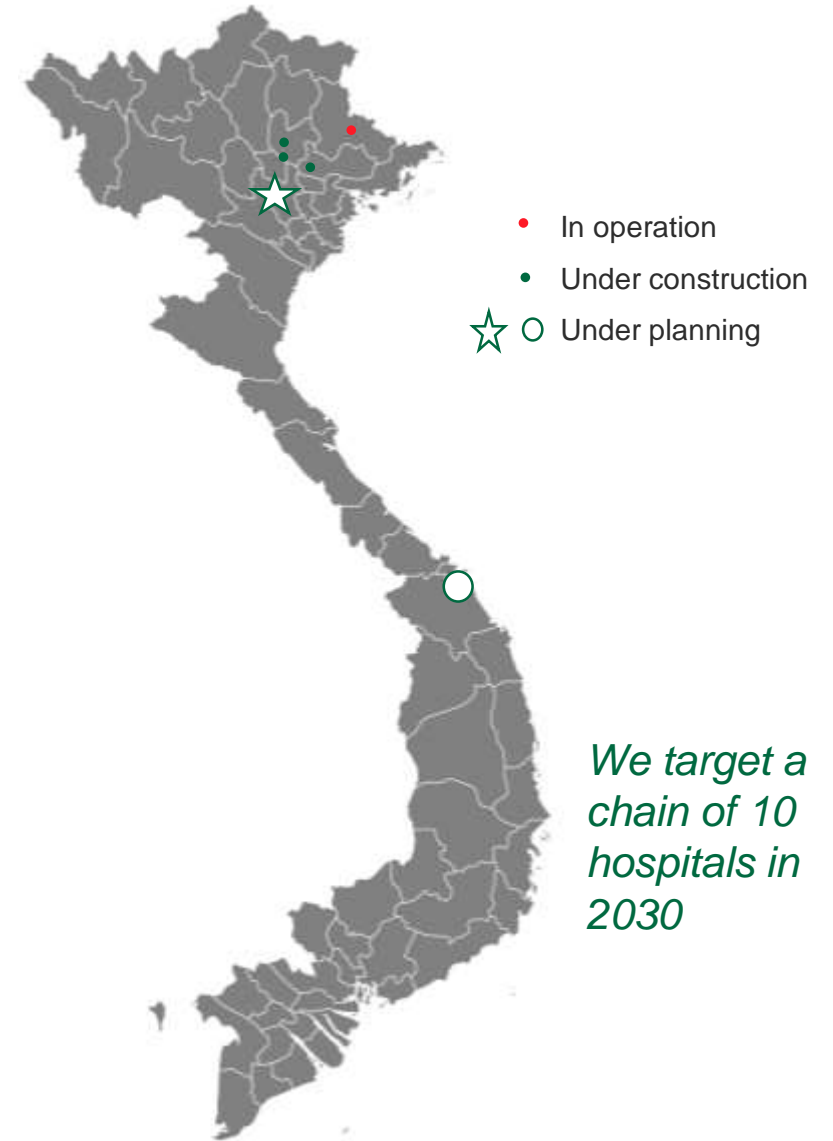 In operation
Under construction
Under planning
We target a
chain of 10
hospitals in
2030